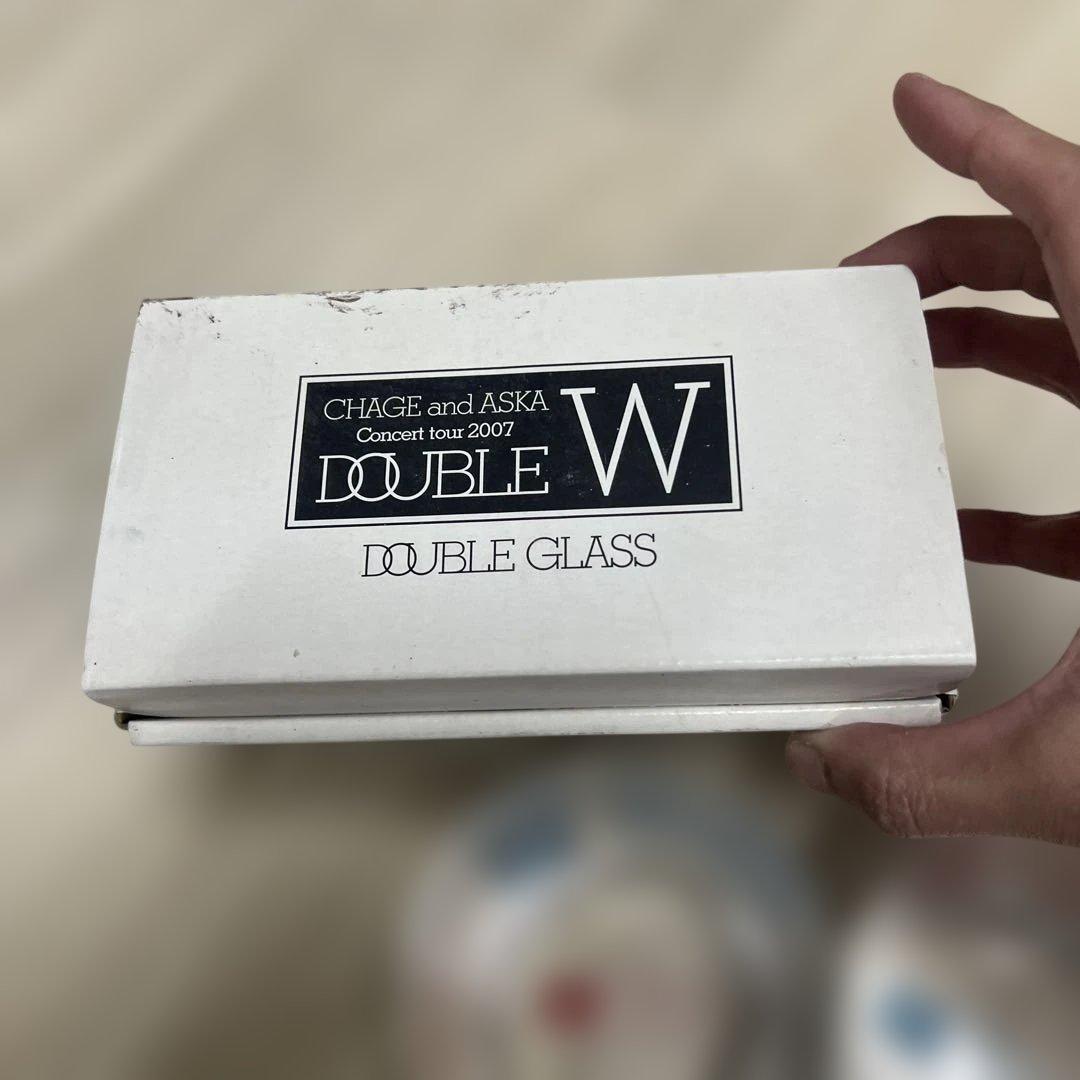 CHAGE and ASKA
Concert tour 2007
DOUBLE W
DOUBLE GLASS